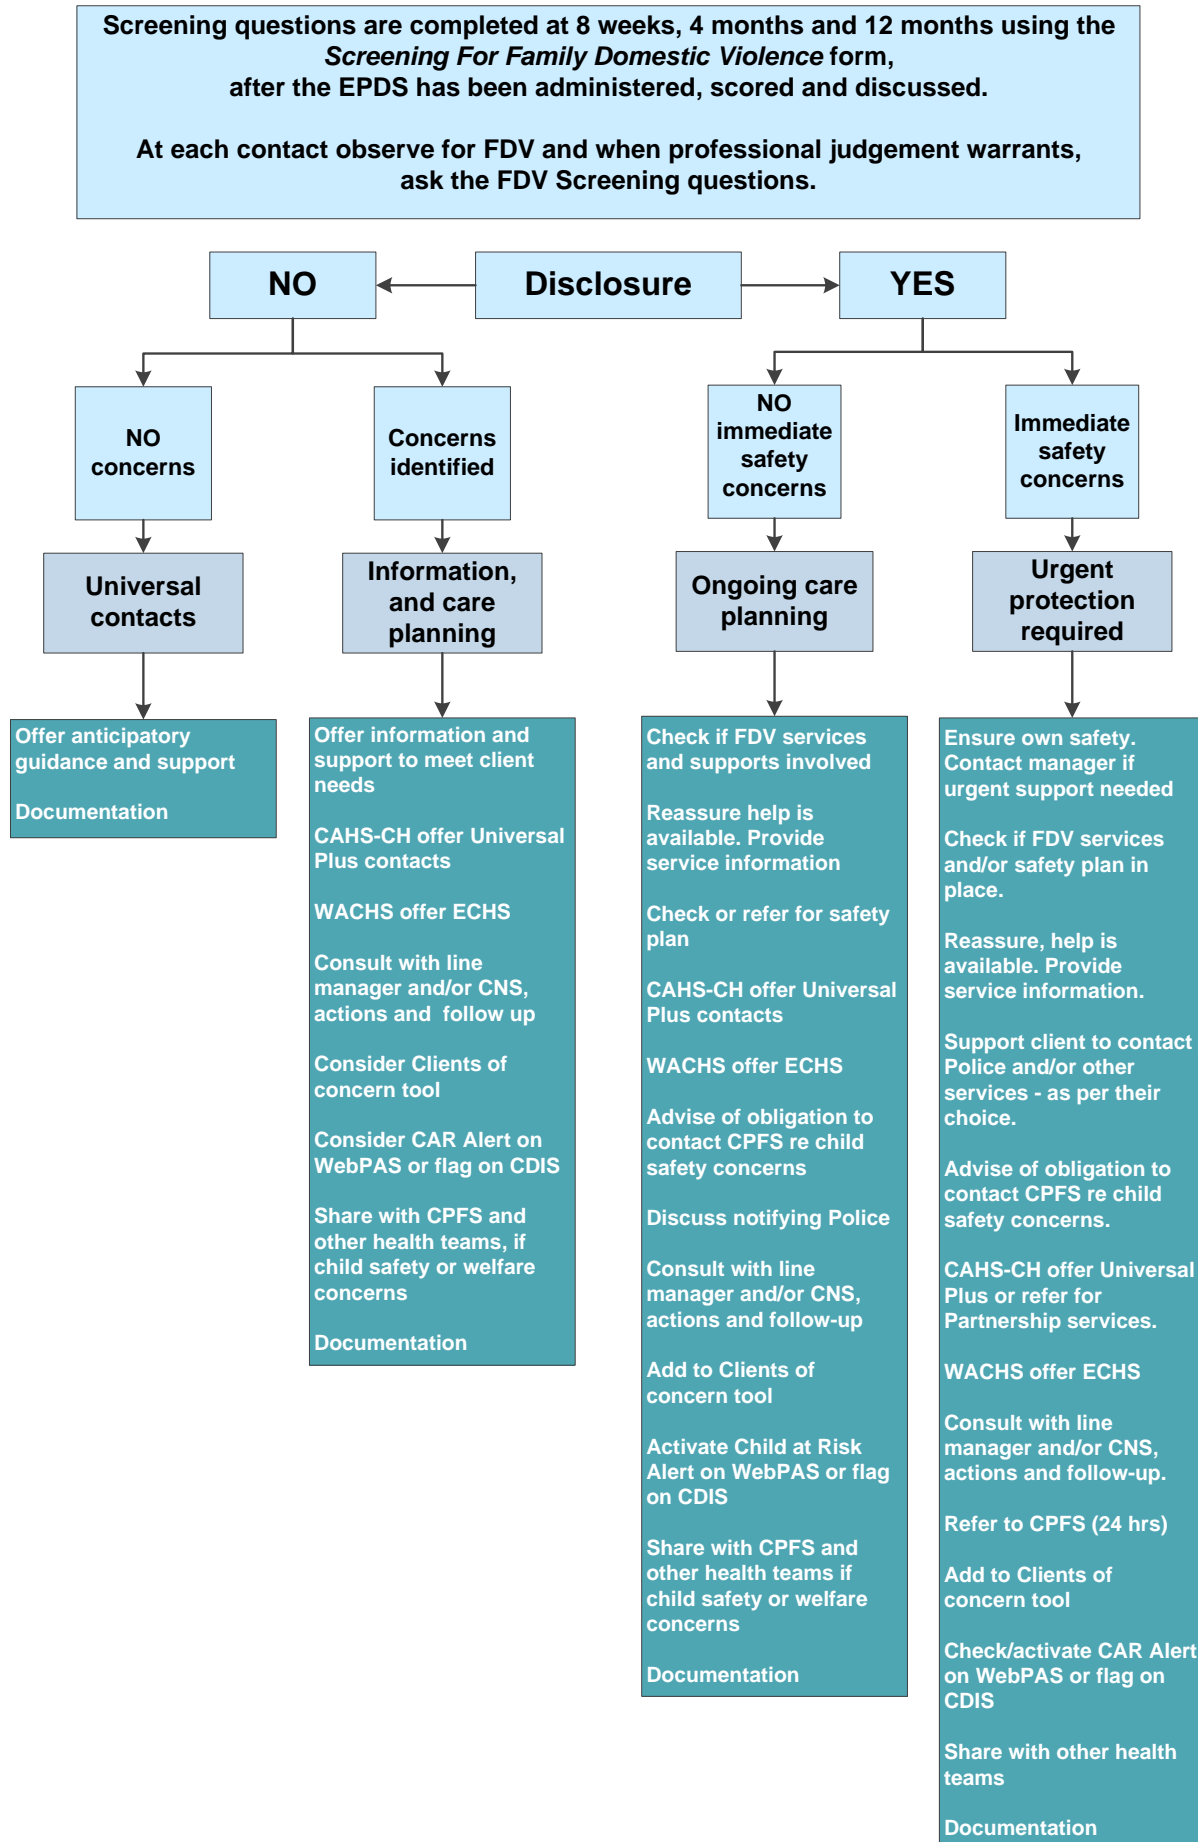 Screening questions are completed at 8 weeks, 4 months and 12 months using the
Screening For Family Domestic Violence form,
after the EPDS has been administered, scored and discussed.
At each contact observe for FDV and when professional judgement warrants,
ask the FDV Screening questions.
NO
Disclosure
YES
NO
concerns
Concerns
identified
NO
immediate
safety
concerns
Immediate
safety
concerns
Universal
contacts
Information,
and care
planning
Ongoing care
planning
Urgent
protection
required
Offer anticipatory
guidance and support
Documentation
Offer information and
support to meet client
needs
CAHS-CH offer Universal
Plus contacts
WACHS offer ECHS
Consult with line
manager and/or CNS,
actions and follow up
Consider Clients of
concern tool
Consider CAR Alert on
WebPAS or flag on CDIS
Share with CPFS and
other health teams, if
child safety or welfare
concerns
Documentation
Check if FDV services
and supports involved
Reassure help is
available. Provide
service information
Check or refer for safety
plan
CAHS-CH offer Universal
Plus contacts
WACHS offer ECHS
Advise of obligation to
contact CPFS re child
safety concerns
Discuss notifying Police
Consult with line
manager and/or CNS,
actions and follow-up
Add to Clients of
concern tool
Activate Child at Risk
Alert on WebPAS or flag
on CDIS
Share with CPFS and
other health teams if
child safety or welfare
concerns
Documentation
Ensure own safety.
Contact manager if
urgent support needed
Check if FDV services
and/or safety plan in
place.
Reassure, help is
available. Provide
service information.
Support client to contact
Police and/or other
services - as per their
choice.
Advise of obligation to
contact CPFS re child
safety concerns.
CAHS-CH offer Universal
Plus or refer for
Partnership services.
WACHS offer ECHS
Consult with line
manager and/or CNS,
actions and follow-up.
Refer to CPFS (24 hrs)
Add to Clients of
concern tool
Check/activate CAR Alert
on WebPAS or flag on
CDIS
Share with other health
teams
Documentation